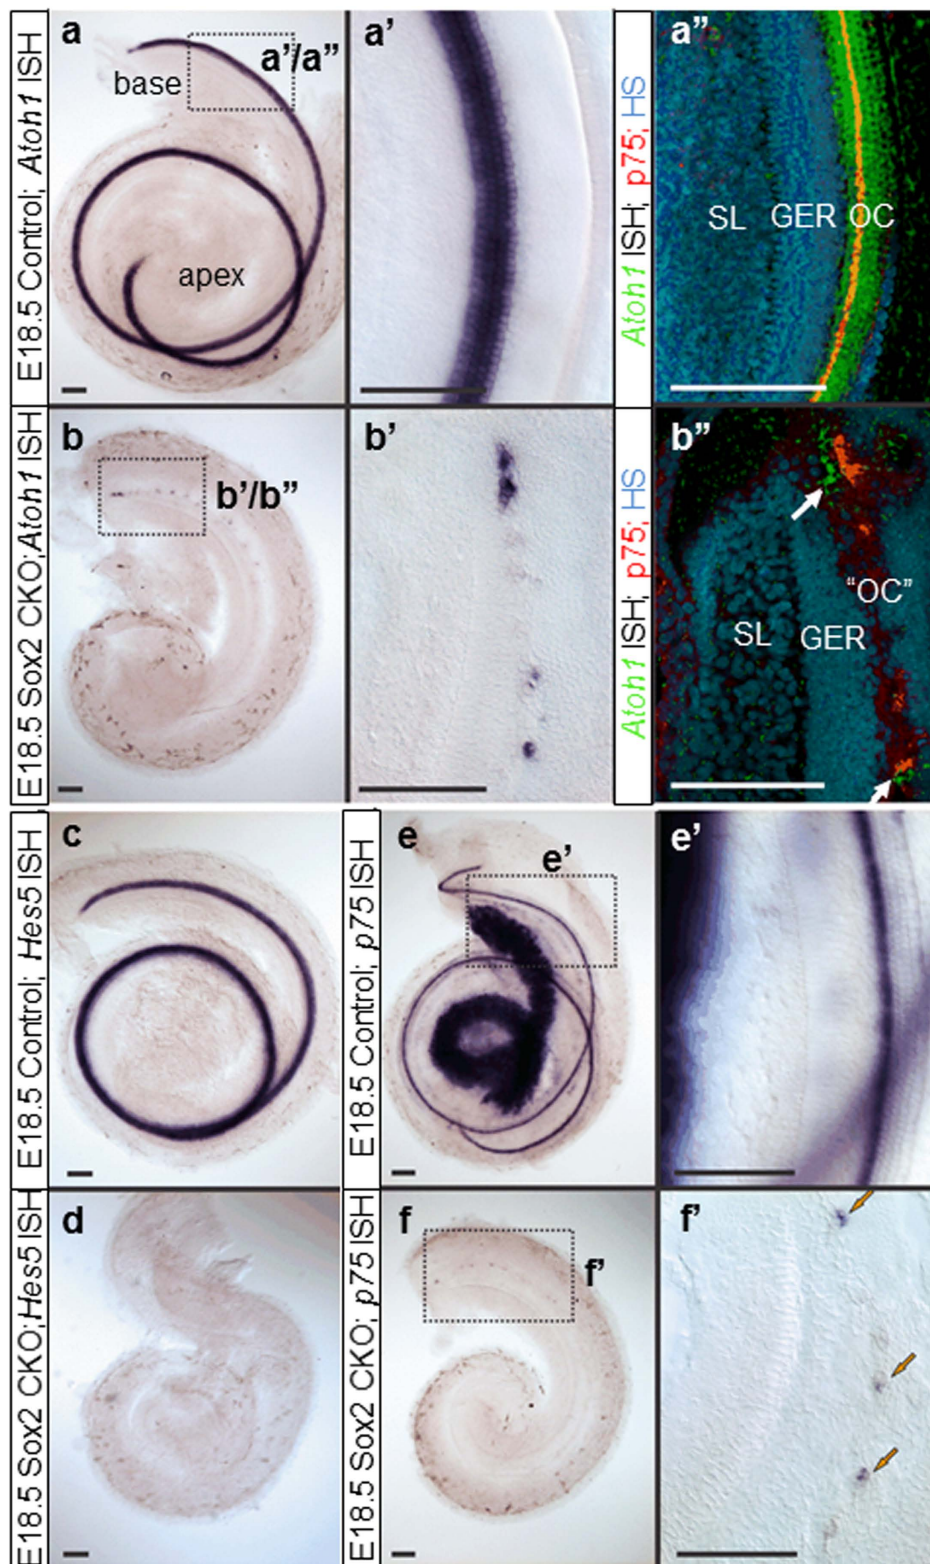 E18.5 Control; Atoh1 ISH
a
a’/a”
base
apex
a’
Atoh1 ISH; p75; HS
a”
SL
GER
OC
E18.5 Sox2 CKO;Atoh1 ISH
b
b’/b”
b’
Atoh1 ISH; p75; HS
b”
“OC”
SL
GER
E18.5 Control; Hes5 ISH
c
E18.5 Control; p75 ISH
e
e’
e’
E18.5 Sox2 CKO;Hes5 ISH
d
E18.5 Sox2 CKO; p75 ISH
f
f’
f’